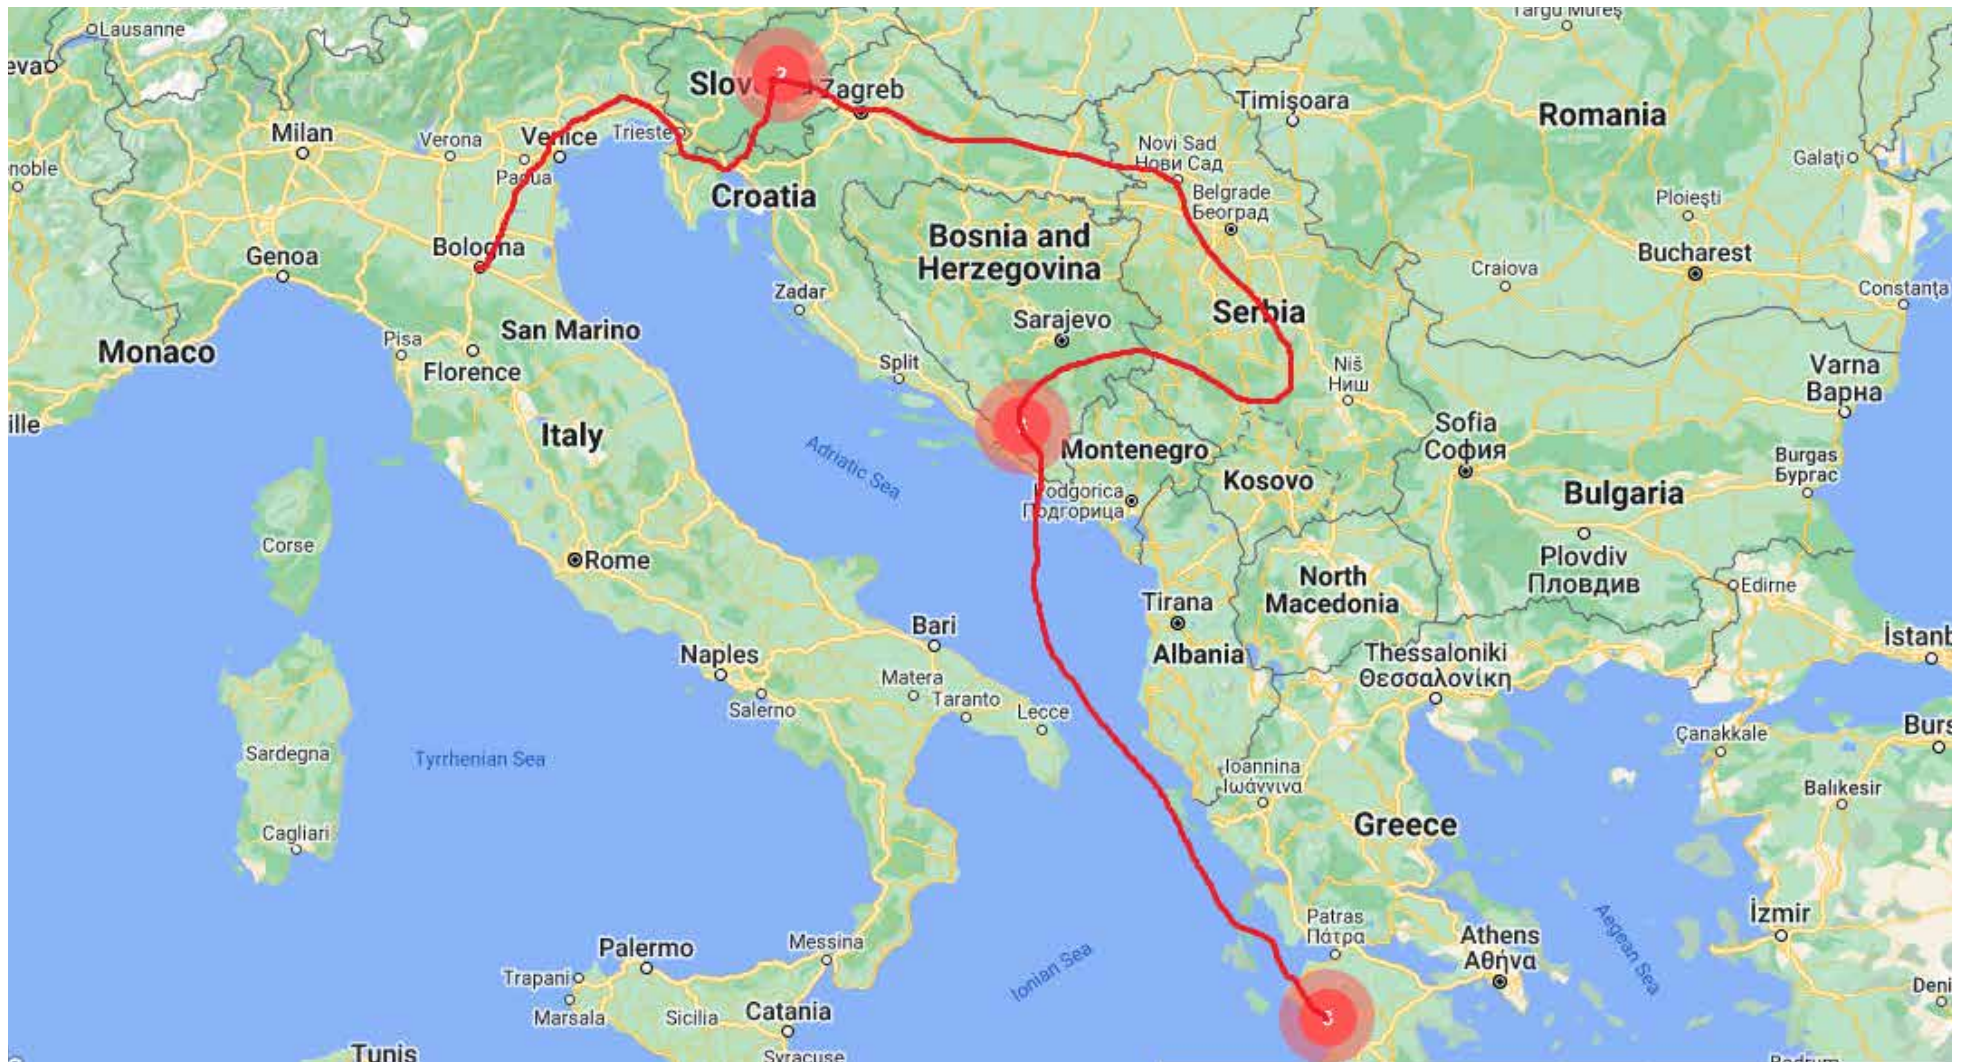 Lausanne
Târgu Mureș
eva
Slov
2
Zagreb
Timișoara
Romania
Milan
Verona
Venice
Trieste
Novi Sad
Нови Сад
Galați
noble
Padua
Croatia
Belgrade
Београд
Ploiești
Bologna
Genoa
Bosnia and
Herzegovina
Bucharest
Craiova
Zadar
Constanța
Serbia
Sarajevo
San Marino
Pisa
Monaco
Florence
Split
Niš
Ниш
Varna
Варна
ille
Italy
Adriatic Sea
Montenegro
Sofia
София
Burgas
Бургас
Kosovo
Podgorica
Подгорица
Bulgaria
Corse
Rome
Plovdiv
Пловдив
North
Macedonia
Edirne
Tirana
Bari
İstanb
Naples
Albania
Thessaloniki
Θεσσαλονίκη
Matera
Taranto
Lecce
Salerno
Burs
Çanakkale
Sardegna
Tyrrhenian Sea
Ioannina
Ιωάννινα
Balıkesir
Greece
Cagliari
Patras
Πάτρα
İzmir
Palermo
Messina
Athens
Αθήνα
Aegean Sea
Ionian Sea
Trapani
Deni
Marsala
Sicilia
Catania
3
Tunis
Syracuse